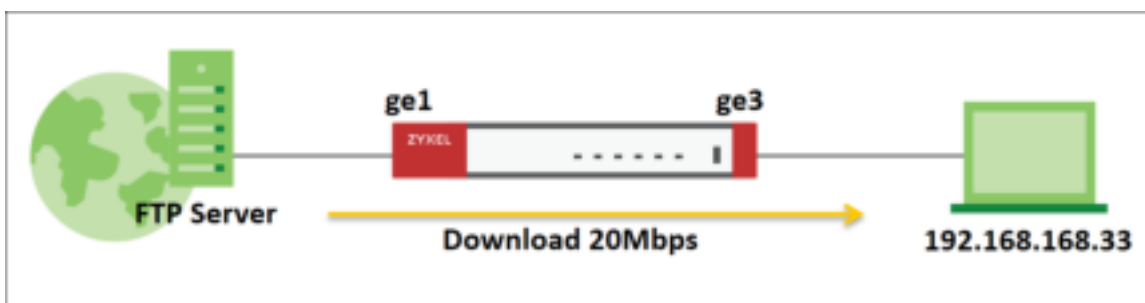 ge1
ge3
ZYXEL
FTP Server
Download 20Mbps
192.168.168.33